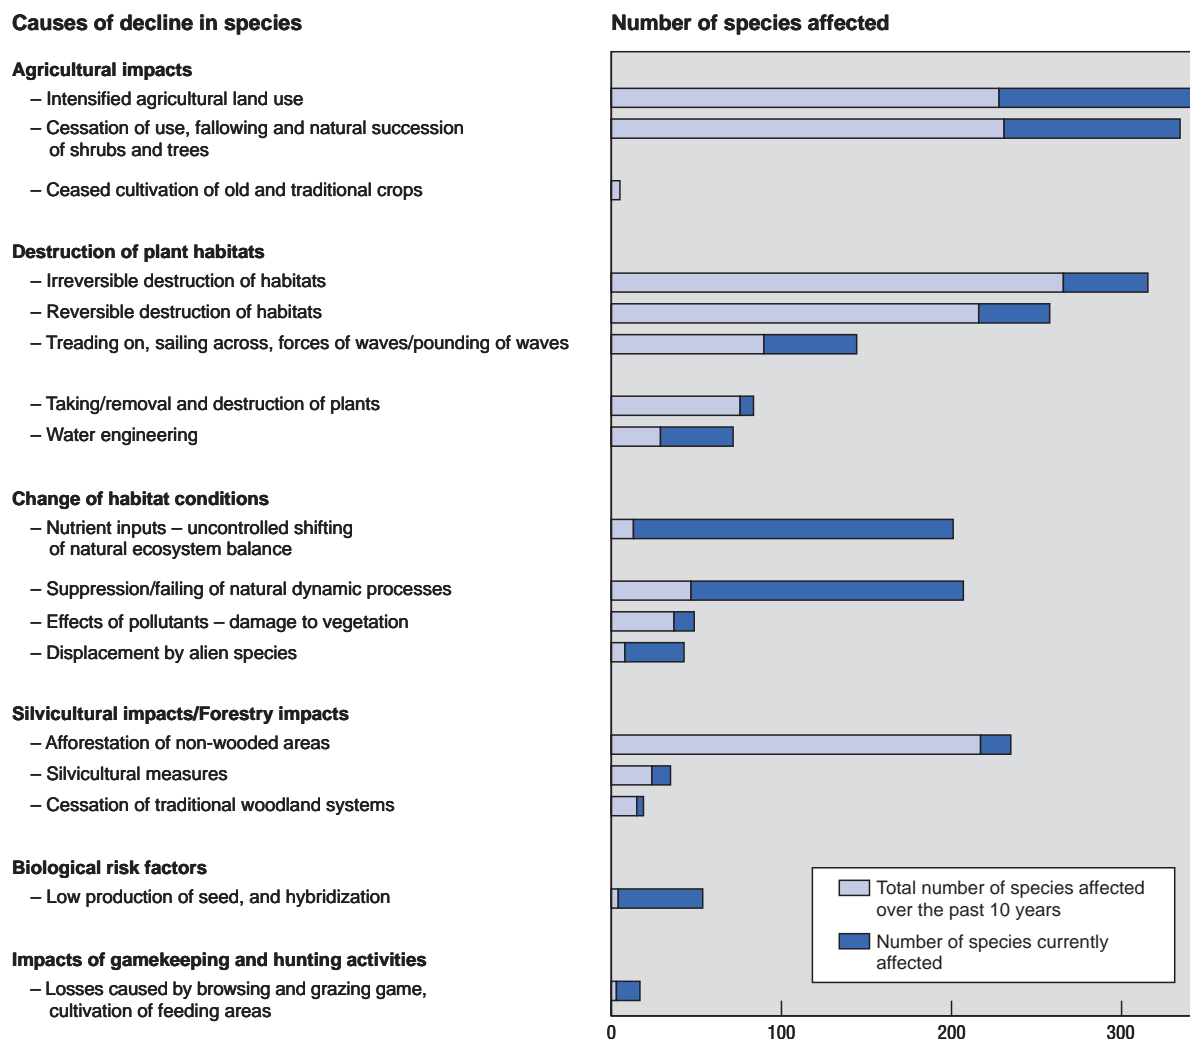 Causes of decline in species
Number of species affected
Agricultural impacts
– Intensified agricultural land use
– Cessation of use, fallowing and natural succession
of shrubs and trees
– Ceased cultivation of old and traditional crops
Destruction of plant habitats
– Irreversible destruction of habitats
– Reversible destruction of habitats
– Treading on, sailing across, forces of waves/pounding of waves
– Taking/removal and destruction of plants
– Water engineering
Change of habitat conditions
– Nutrient inputs – uncontrolled shifting
of natural ecosystem balance
– Suppression/failing of natural dynamic processes
– Effects of pollutants – damage to vegetation
– Displacement by alien species
Silvicultural impacts/Forestry impacts
– Afforestation of non-wooded areas
– Silvicultural measures
– Cessation of traditional woodland systems
Biological risk factors
– Low production of seed, and hybridization
Impacts of gamekeeping and hunting activities
– Losses caused by browsing and grazing game,
cultivation of feeding areas
Total number of species affected
over the past 10 years
Number of species currently
affected
0 100 200 300